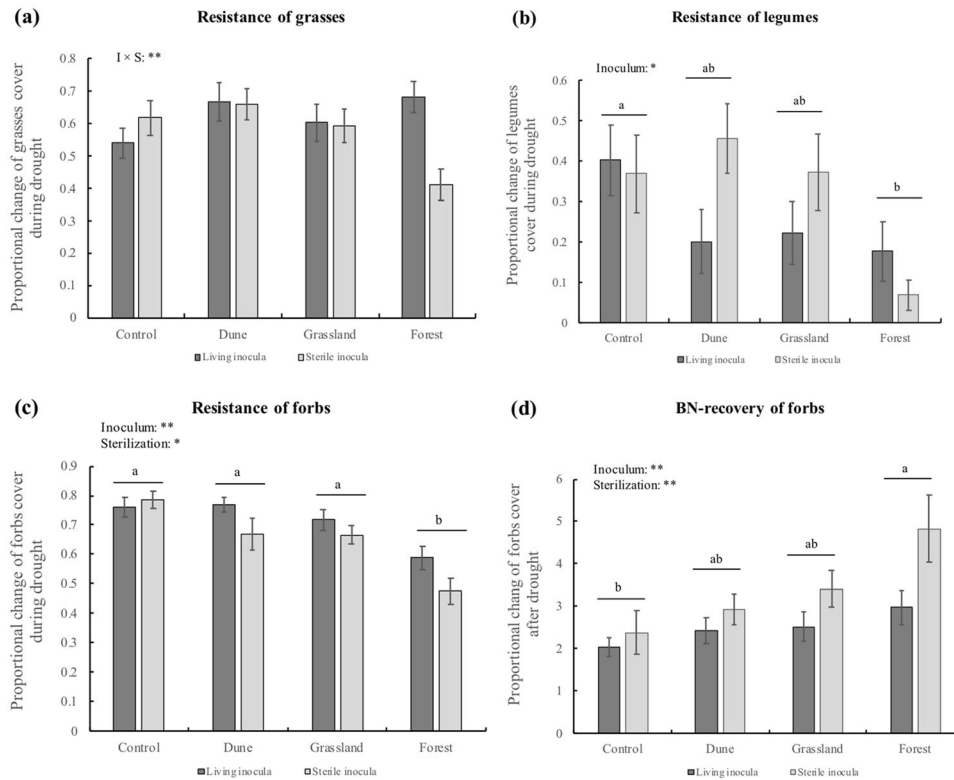 (a)
Resistance of grasses
I × S: **
Proportional change of grasses cover
during drought
0.8
0.7
0.6
0.5
0.4
0.3
0.2
0.1
0
Control Dune Grassland Forest
Living inocula Sterile inocula
(b)
Resistance of legumes
Inoculum: *
a ab ab b
Proportional change of legumes
cover during drought
0.6
0.5
0.4
0.3
0.2
0.1
0
Control Dune Grassland Forest
Living inocula Sterile inocula
(c)
Resistance of forbs
Inoculum: **
Sterilization: *
a a a b
Proportional change of forbs cover
during drought
0.9
0.8
0.7
0.6
0.5
0.4
0.3
0.2
0.1
0
Control Dune Grassland Forest
Living inocula Sterile inocula
(d)
BN-recovery of forbs
Inoculum: **
Sterilization: **
b ab ab a
Proportional chang of forbs cover
after drought
6
5
4
3
2
1
0
Control Dune Grassland Forest
Living inocula Sterile inocula